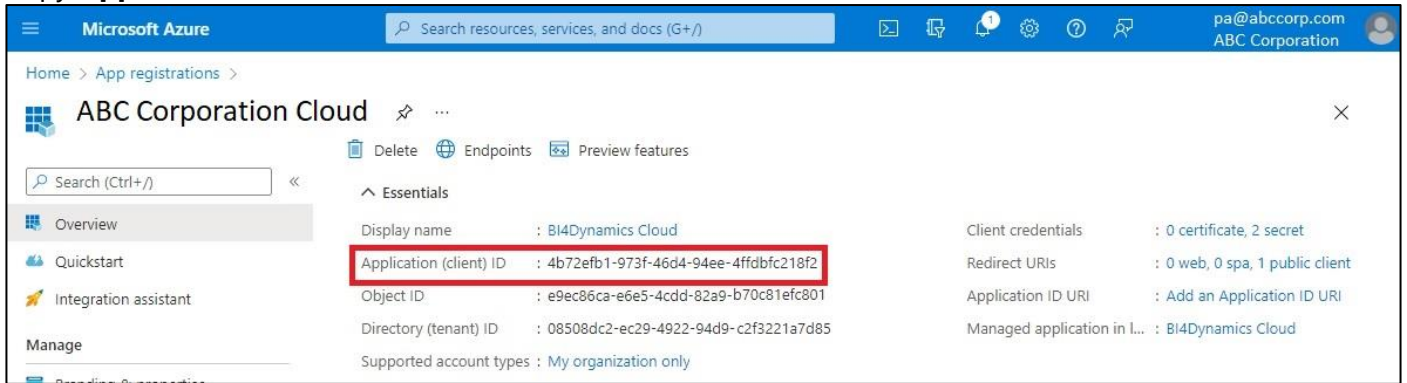 Microsoft Azure
Search resources, services, and docs (G+/)
1
pa@abccorp.com
ABC Corporation
Home > App registrations >
ABC Corporation Cloud
Delete Endpoints Preview features
Search (Ctrl+/)
Essentials
Overview
Quickstart
Integration assistant
Manage
Branding & properties
Display name : BI4Dynamics Cloud
Application (client) ID : 4b72efb1-973f-46d4-94ee-4ffdbfc218f2
Object ID : e9ec86ca-e6e5-4cdd-82a9-b70c81efc801
Directory (tenant) ID : 08508dc2-ec29-4922-94d9-c2f3221a7d85
Supported account types : My organization only
Client credentials : 0 certificate, 2 secret
Redirect URIs : 0 web, 0 spa, 1 public client
Application ID URI : Add an Application ID URI
Managed application in l... : BI4Dynamics Cloud